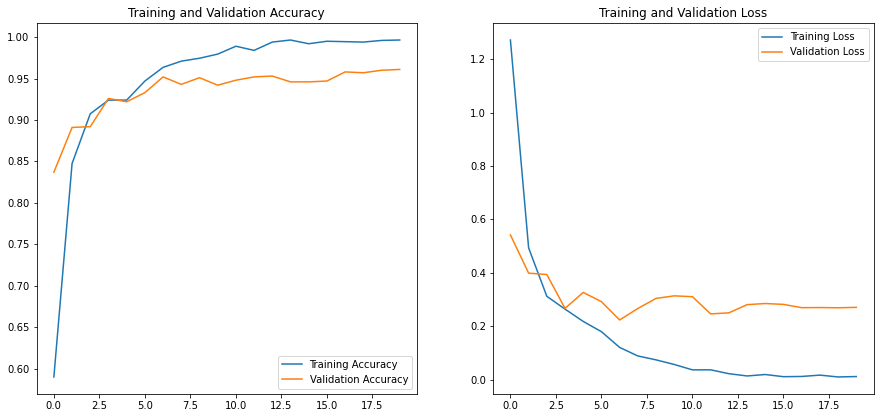 Training and Validation Accuracy
1.00
0.95
0.90
0.85
0.80
0.75
0.70
0.65
0.60
0.0 2.5 5.0 7.5 10.0 12.5 15.0 17.5
Training Accuracy
Validation Accuracy
Training and Validation Loss
Training Loss
Validation Loss
1.2
1.0
0.8
0.6
0.4
0.2
0.0
0.0 2.5 5.0 7.5 10.0 12.5 15.0 17.5